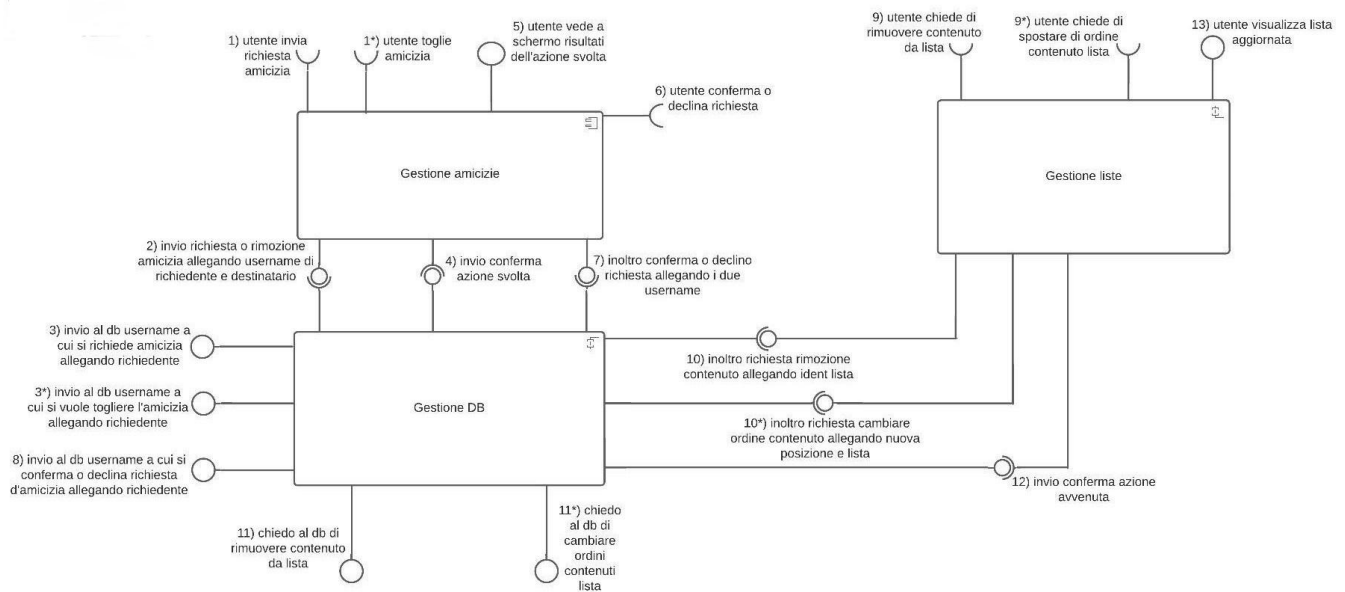 1) utente invia
richiesta
amicizia
1*) utente toglie
amicizia
5) utente vede a
schermo risultati
dell'azione svolta
6) utente conferma o
declina richiesta
9) utente chiede di
rimuovere contenuto
da lista
9*) utente chiede di
spostare di ordine
contenuto lista
13) utente visualizza lista
aggiornata
Gestione amicizie
Gestione liste
2) invio richiesta o rimozione
amicizia allegando username di
richiedente e destinatario
4) invio conferma
azione svolta
7) inoltro conferma o declino
richiesta allegando i due
username
3) invio al db username a
cui si richiede amicizia
allegando richiedente
3*) invio al db username a
cui si vuole togliere l'amicizia
allegando richiedente
8) invio al db username a cui si
conferma o declina richiesta
d'amicizia allegando richiedente
Gestione DB
10) inoltro richiesta rimozione
contenuto allegando ident lista
10*) inoltro richiesta cambiare
ordine contenuto allegando nuova
posizione e lista
12) invio conferma azione
avvenuta
11) chiedo al db di
rimuovere contenuto
da lista
11*) chiedo
al db di
cambiare
ordini
contenuti
lista